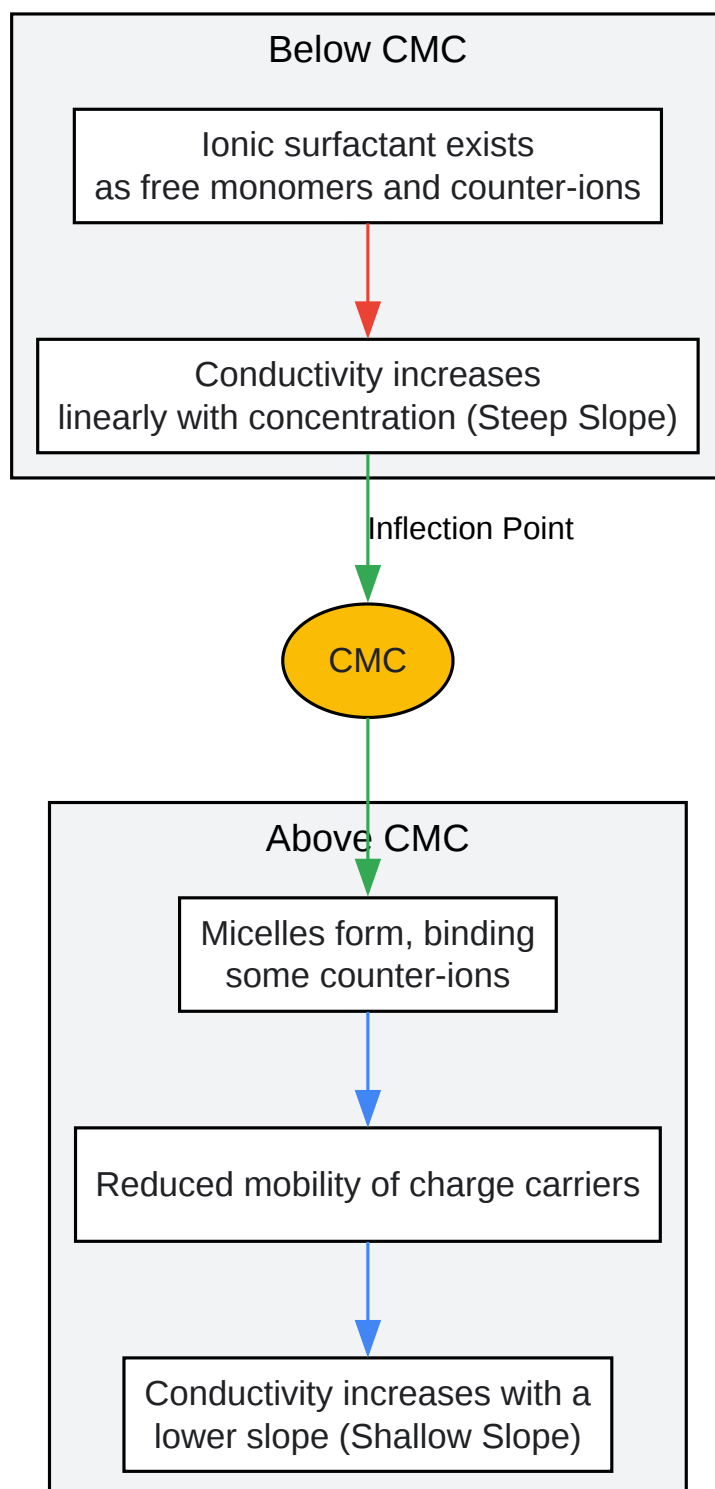 Below CMC
Ionic surfactant exists
as free monomers and counter-ions
Conductivity increases
linearly with concentration (Steep Slope)
Inflection Point
CMC
Above CMC
Micelles form, binding
some counter-ions
Reduced mobility of charge carriers
Conductivity increases with a
lower slope (Shallow Slope)